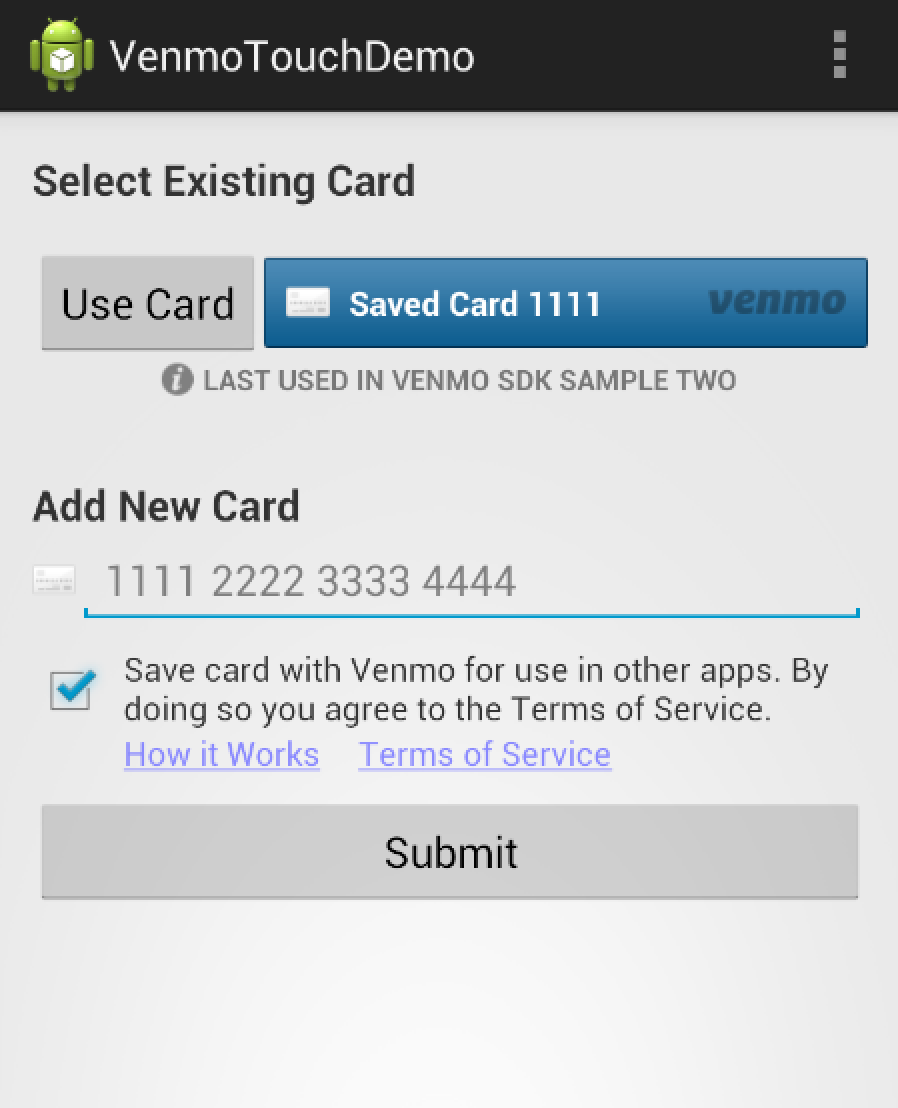 VenmoTouchDemo
Select Existing Card
Use Card
Saved Card 1111
venmo
LAST USED IN VENMO SDK SAMPLE TWO
Add New Card
1111 2222 3333 4444
Save card with Venmo for use in other apps. By
doing so you agree to the Terms of Service.
How it Works Terms of Service
Submit